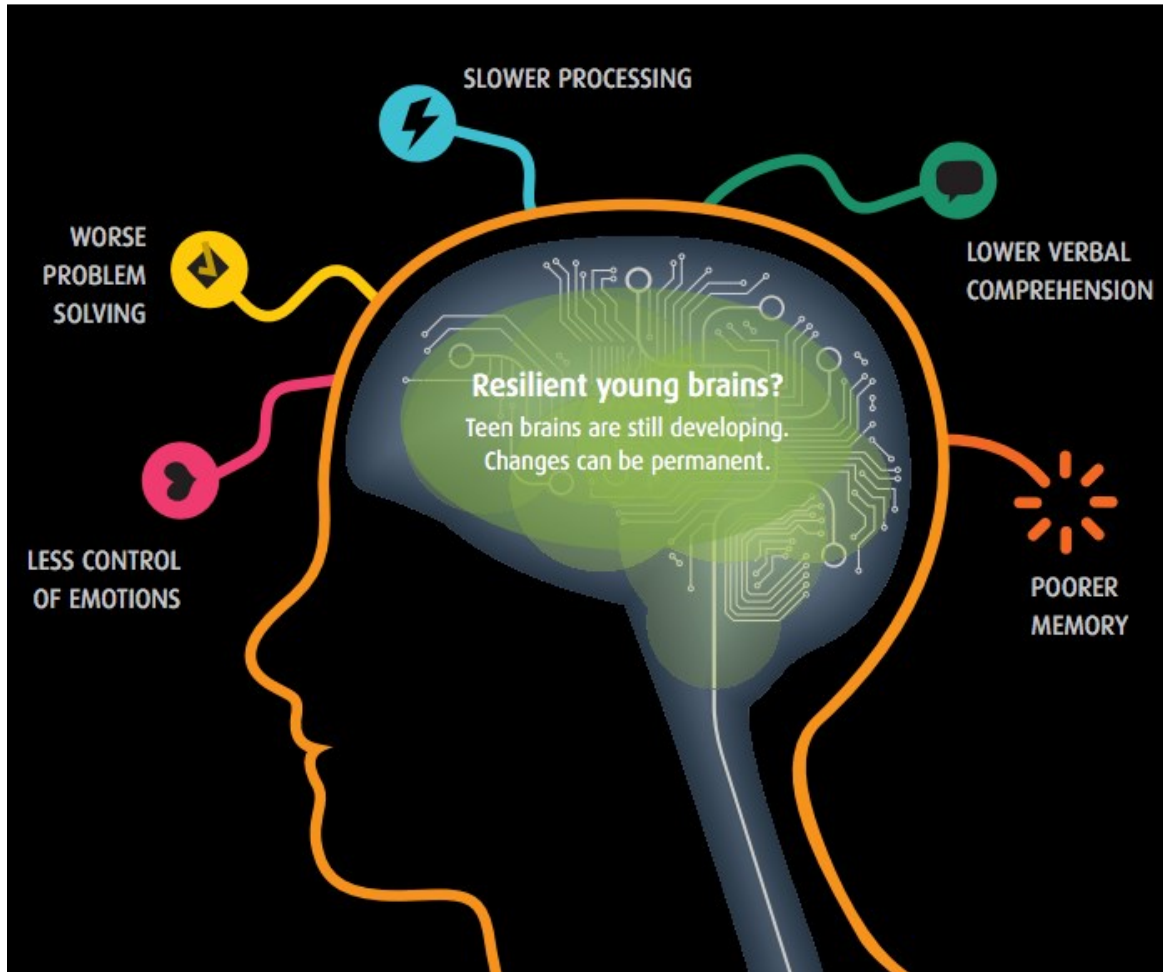 SLOWER PROCESSING
WORSE
PROBLEM
SOLVING
LOWER VERBAL
COMPREHENSION
Resilient young brains?
Teen brains are still developing.
Changes can be permanent.
LESS CONTROL
OF EMOTIONS
POORER
MEMORY